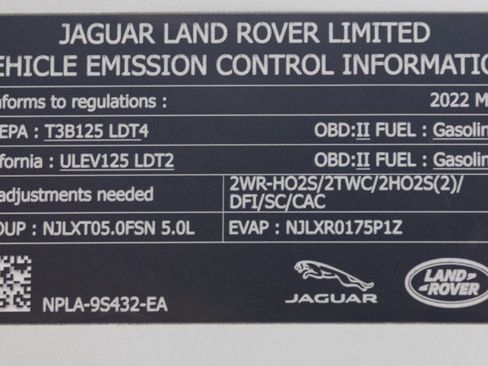 JAGUAR LAND ROVER LIMITED
EHICLE EMISSION CONTROL INFORMATIO
nforms to regulations : 2022 M
EPA : T3B125 LDT4 OBD:II FUEL : Gasolin
ifornia : ULEV125 LDT2 OBD:II FUEL : Gasolin
adjustments needed
2WR-HO2S/2TWC/2HO2S(2)/
DFI/SC/CAC
OUP : NJLXT05.0FSN 5.0L EVAP : NJLXR0175P1Z
NPLA-9S432-EA
JAGUAR
LAND-
ROVER